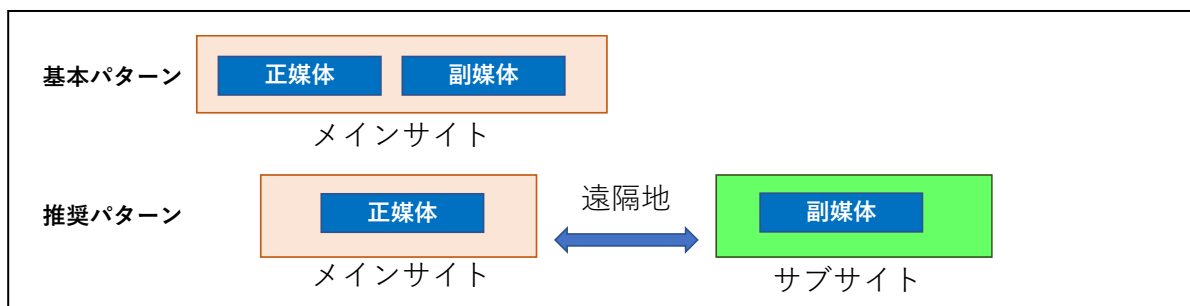 基本パターン
正媒体
副媒体
メインサイト
推奨パターン
正媒体
遠隔地
副媒体
メインサイト
サブサイト